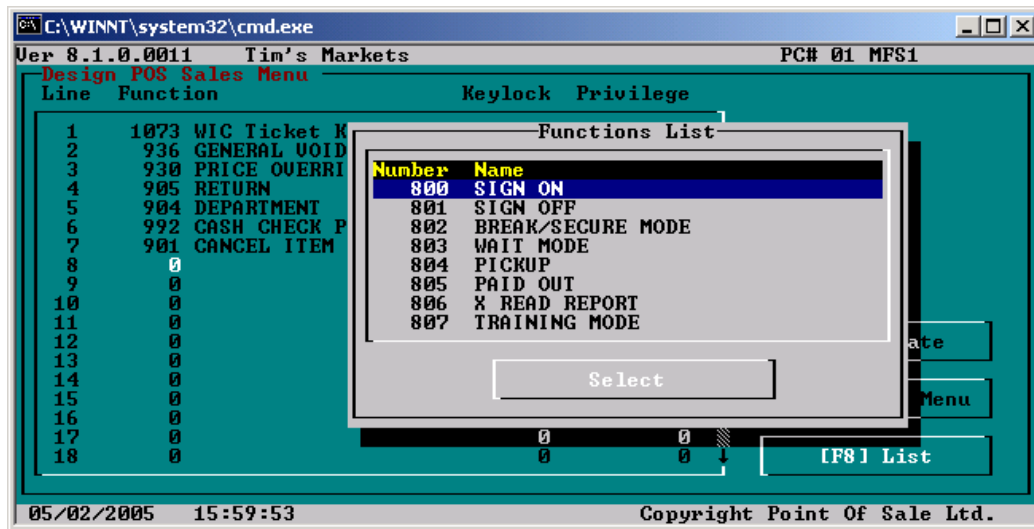 C:\WINNT\system32\cmd.exe
Ver 8.1.0.0011 Tim's Markets PC# 01 MFS1
Design POS Sales Menu
Line Function Keylock Privilege
1 1073 WIC Ticket K
2 936 GENERAL VOID
3 930 PRICE OVERRI
4 905 RETURN
5 904 DEPARTMENT
6 992 CASH CHECK P
7 901 CANCEL ITEM
8 0
9 0
10 0
11 0
12 0
13 0
14 0
15 0
16 0
17 0 0 0
18 0 0 0
Functions List
Number Name
800 SIGN ON
801 SIGN OFF
802 BREAK/SECURE MODE
803 WAIT MODE
804 PICKUP
805 PAID OUT
806 X READ REPORT
807 TRAINING MODE
Select
ate
Menu
[F8] List
05/02/2005 15:59:53 Copyright Point Of Sale Ltd.